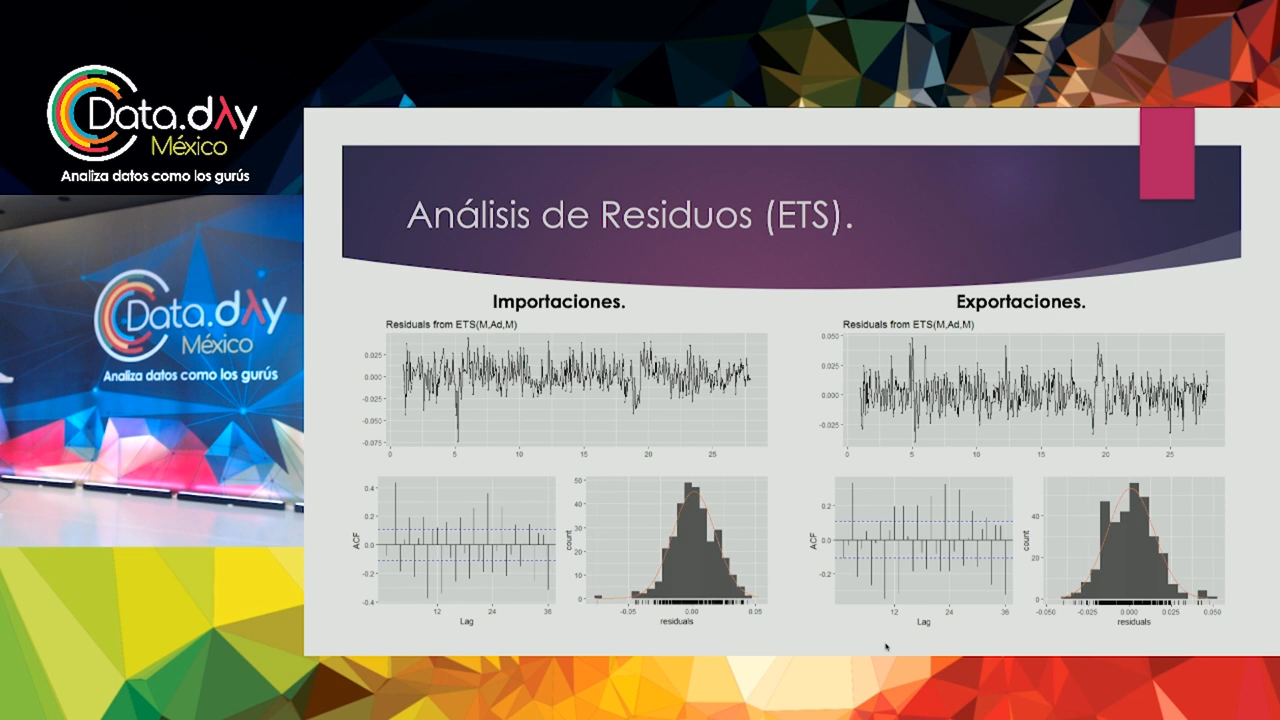 Data.dλy
México
Analiza datos como los gurús
Data.dλy
México
Analiza datos como los gurús
Análisis de Residuos (ETS).
Importaciones.
Residuals from ETS(M,Ad,M)
0.025
0.000
-0.025
-0.050
-0.075
0 5 10 15 20 25
0.4
0.2
0.0
-0.2
-0.4
ACF
12 24 36
Lag
50
40
30
20
10
0
count
-0.05 0.00 0.05
residuals
Exportaciones.
Residuals from ETS(M,Ad,M)
0.050
0.025
0.000
-0.025
0 5 10 15 20 25
0.2
0.0
-0.2
ACF
12 24 36
Lag
40
20
0
count
-0.050 -0.025 0.000 0.025 0.050
residuals